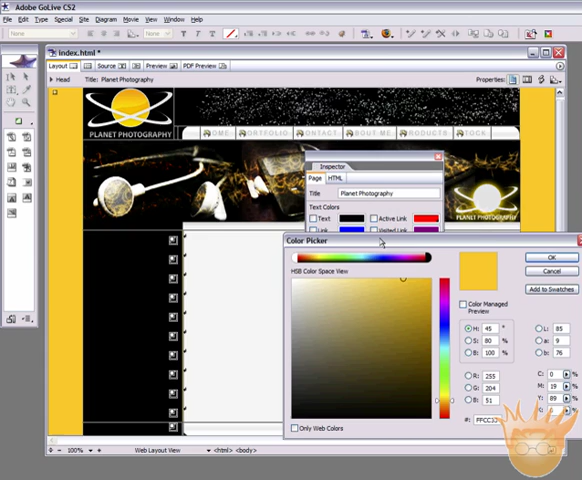 Adobe GoLive CS2
File Edit Type Special Site Diagram Movie View Window Help
None None
index.html *
Layout Source Preview PDF Preview
Head Title: Planet Photography Properties:
PLANET PHOTOGRAPHY
HOME PORTFOLIO CONTACT ABOUT ME PRODUCTS STOCK
PLANET PHOTOGRAPHY
Inspector
Page HTML
Title Planet Photography
Text Colors
Text Active Link
Link Visited Link
Color Picker
HSB Color Space View
OK
Cancel
Add to Swatches
Color Managed Preview
H: 45 ° L: 85
S: 80 % a: 9
B: 100 % b: 76
R: 255 C: 0 %
G: 204 M: 19 %
B: 51 Y: 89 %
Only Web Colors
100% Web Layout View <html> <body>